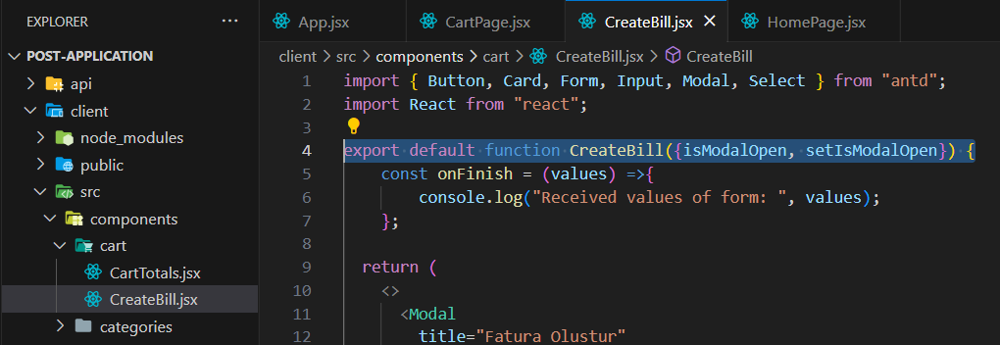 EXPLORER ...
POST-APPLICATION
api
client
node_modules
public
src
components
cart
CartTotals.jsx
CreateBill.jsx
categories
App.jsx CartPage.jsx CreateBill.jsx HomePage.jsx
client > src > components > cart > CreateBill.jsx > CreateBill
1 import { Button, Card, Form, Input, Modal, Select } from "antd";
2 import React from "react";
3
4 export default function CreateBill({isModalOpen, setIsModalOpen}) {
5 const onFinish = (values) =>{
6 console.log("Received values of form: ", values);
7 };
8
9 return (
10 <>
11 <Modal
12 title="Fatura Olustur"